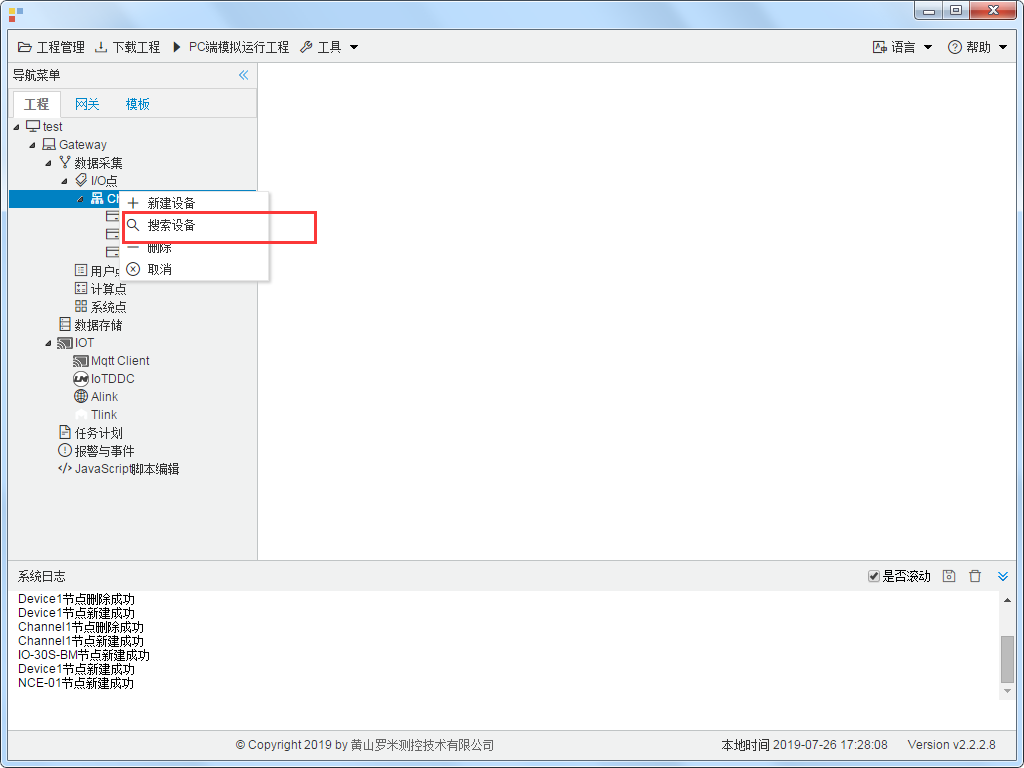 工程管理 下载工程 PC端模拟运行工程 工具 语言 帮助
导航菜单
工程 网关 模板
test
Gateway
数据采集
I/O点
新建设备
搜索设备
删除
取消
用户点
计算点
系统点
数据存储
IOT
Mqtt Client
IoTDDC
Alink
Tlink
任务计划
报警与事件
JavaScript脚本编辑
系统日志 是否滚动
Device1节点删除成功
Device1节点新建成功
Channel1节点删除成功
Channel1节点新建成功
IO-30S-BM节点新建成功
Device1节点新建成功
NCE-01节点新建成功
© Copyright 2019 by 黄山罗米测控技术有限公司 本地时间 2019-07-26 17:28:08 Version v2.2.2.8